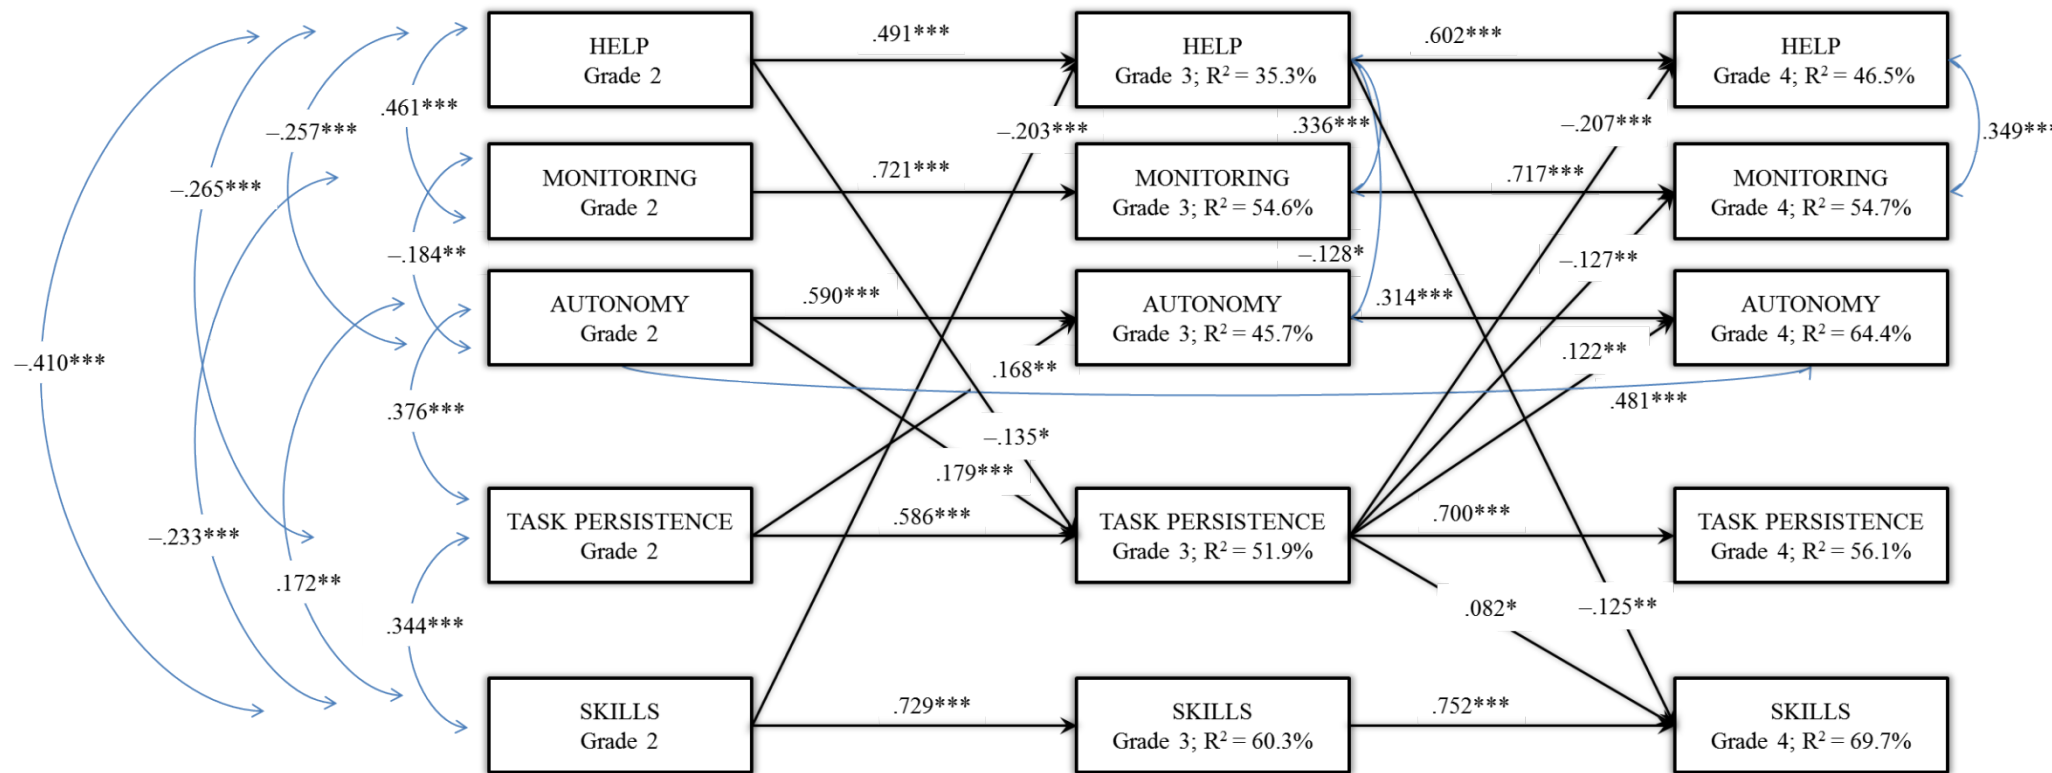 HELP
Grade 2
.491***
HELP
Grade 3; R² = 35.3%
.602***
HELP
Grade 4; R² = 46.5%
.461***
–.257***
–.203***
.336***
–.207***
.349***
–.265***
MONITORING
Grade 2
.721***
MONITORING
Grade 3; R² = 54.6%
.717***
MONITORING
Grade 4; R² = 54.7%
–.184**
–.128*
–.127**
AUTONOMY
Grade 2
.590***
AUTONOMY
Grade 3; R² = 45.7%
.314***
AUTONOMY
Grade 4; R² = 64.4%
–.410***
.168**
.122**
.376***
.481***
–.135*
.179***
TASK PERSISTENCE
Grade 2
.586***
TASK PERSISTENCE
Grade 3; R² = 51.9%
.700***
TASK PERSISTENCE
Grade 4; R² = 56.1%
–.233***
.172**
.344***
.082*
–.125**
SKILLS
Grade 2
.729***
SKILLS
Grade 3; R² = 60.3%
.752***
SKILLS
Grade 4; R² = 69.7%